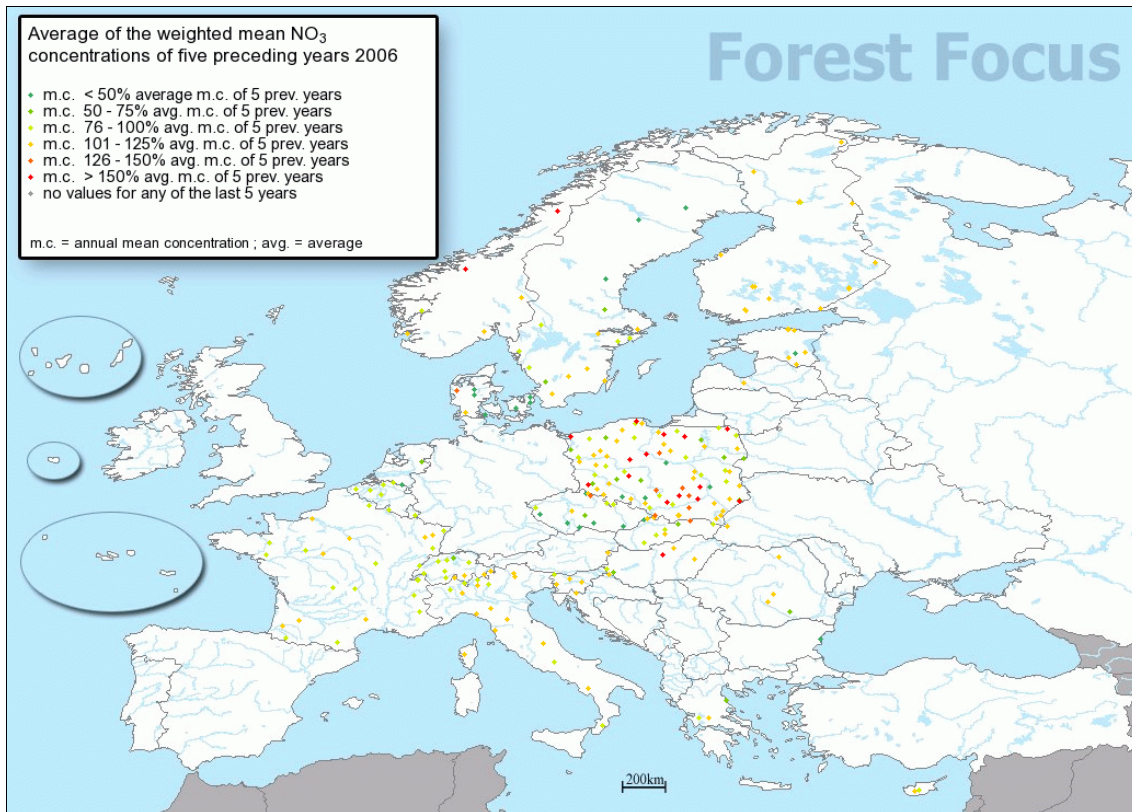 Average of the weighted mean NO₃
concentrations of five preceding years 2006
m.c. < 50% average m.c. of 5 prev. years
m.c. 50 - 75% avg. m.c. of 5 prev. years
m.c. 76 - 100% avg. m.c. of 5 prev. years
m.c. 101 - 125% avg. m.c. of 5 prev. years
m.c. 126 - 150% avg. m.c. of 5 prev. years
m.c. > 150% avg. m.c. of 5 prev. years
no values for any of the last 5 years
m.c. = annual mean concentration ; avg. = average
Forest Focus
200km